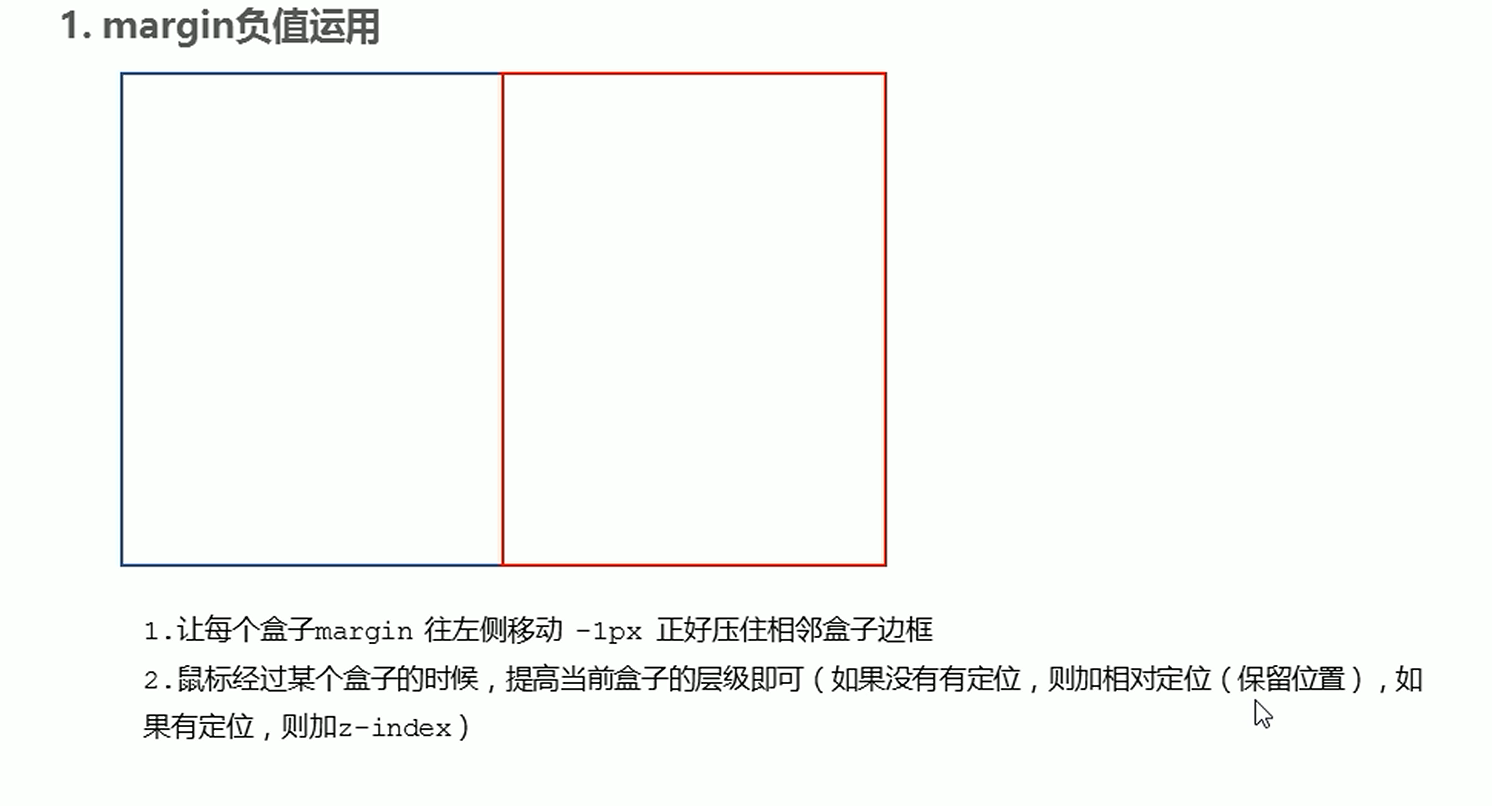 1. margin负值运用
1.让每个盒子margin 往左侧移动 -1px 正好压住相邻盒子边框
2.鼠标经过某个盒子的时候，提高当前盒子的层级即可（如果没有有定位，则加相对定位（保留位置），如
果有定位，则加z-index）